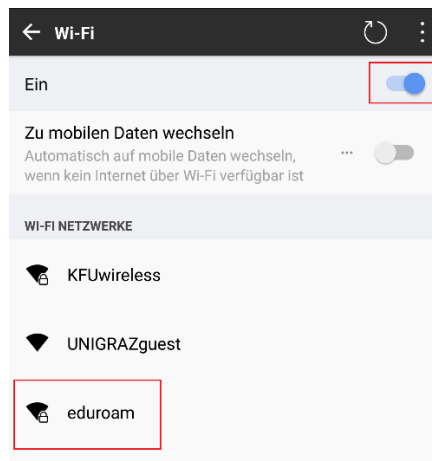 Wi-Fi
Ein
Zu mobilen Daten wechseln
Automatisch auf mobile Daten wechseln,
wenn kein Internet über Wi-Fi verfügbar ist
WI-FI NETZWERKE
KFUwireless
UNIGRAZguest
eduroam